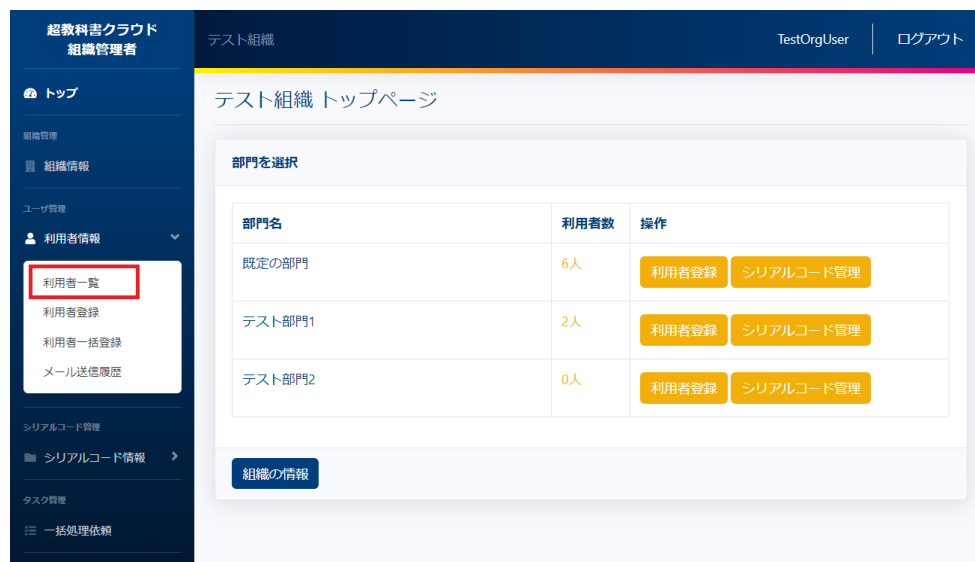 超教科書クラウド
組織管理者
テスト組織
TestOrgUser
ログアウト
トップ
組織管理
組織情報
ユーザ管理
利用者情報
利用者一覧
利用者登録
利用者一括登録
メール送信履歴
シリアルコード管理
シリアルコード情報
タスク管理
一括処理依頼
テスト組織 トップページ
部門を選択
部門名 利用者数 操作
既定の部門 6人 利用者登録 シリアルコード管理
テスト部門1 2人 利用者登録 シリアルコード管理
テスト部門2 0人 利用者登録 シリアルコード管理
組織の情報